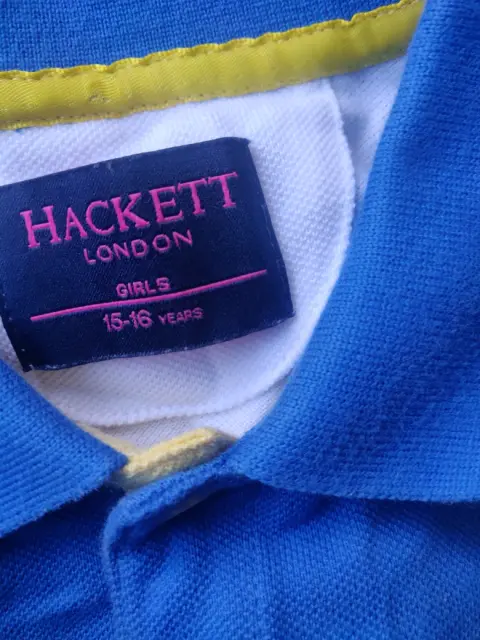 HACKETT
LONDON
GIRLS
15-16 YEARS